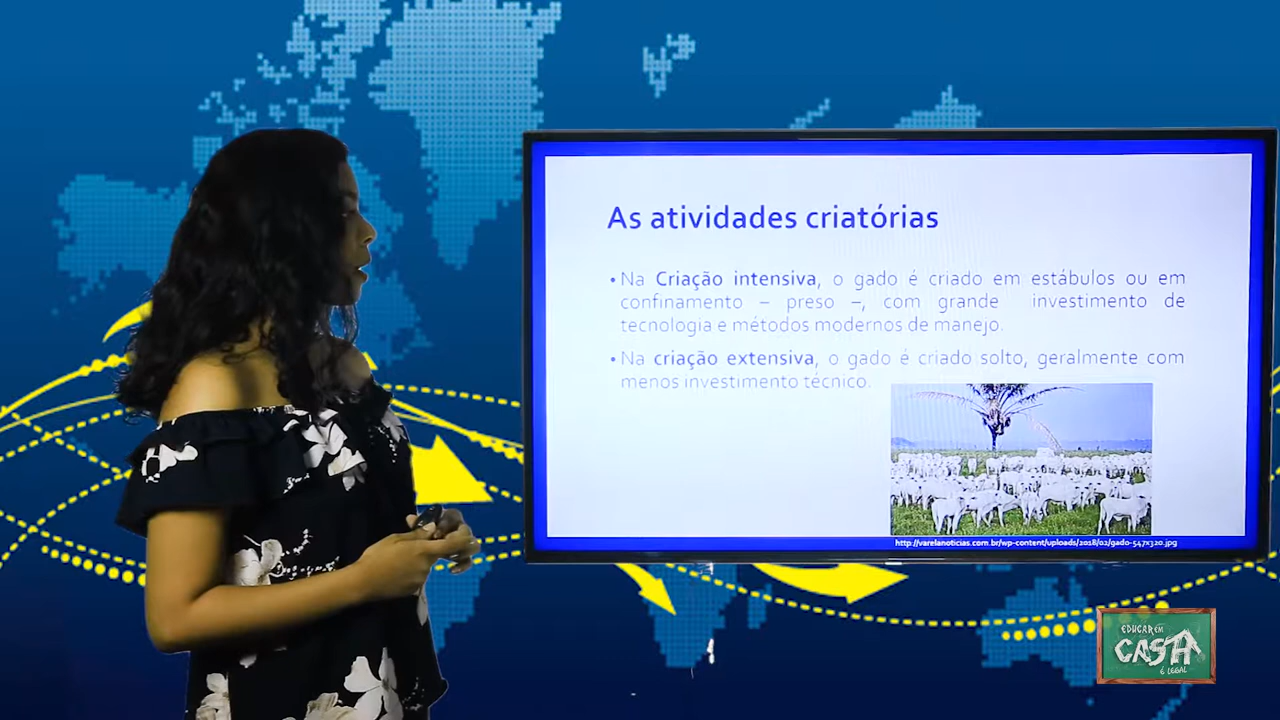 As atividades criatórias
• Na Criação intensiva, o gado é criado em estábulos ou em
confinamento – preso –, com grande investimento de
tecnologia e métodos modernos de manejo.
• Na criação extensiva, o gado é criado solto, geralmente com
menos investimento técnico.
http://varelanoticias.com.br/wp-content/uploads/2018/02/gado-547x320.jpg
EDUCAR EM
CASA
É LEGAL